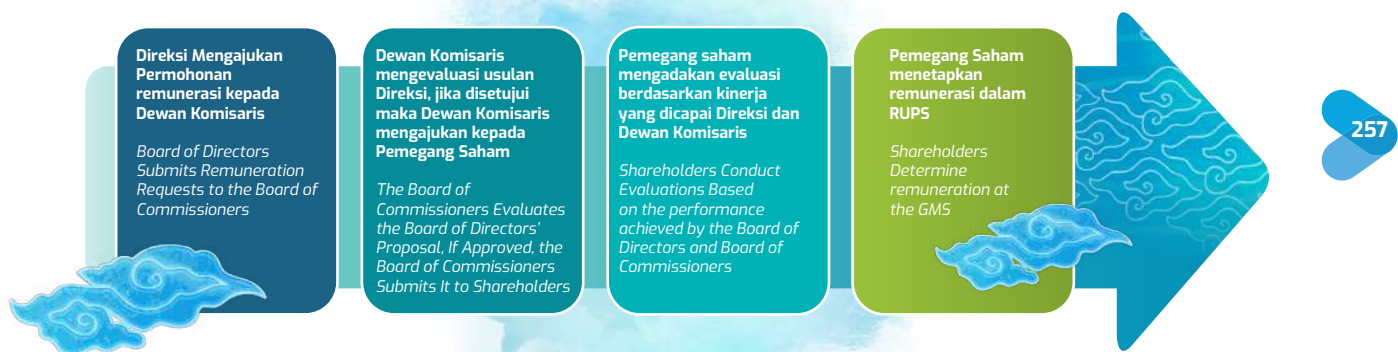 Direksi Mengajukan
Permohonan
remunerasi kepada
Dewan Komisaris
Board of Directors
Submits Remuneration
Requests to the Board of
Commissioners
Dewan Komisaris
mengevaluasi usulan
Direksi, jika disetujui
maka Dewan Komisaris
mengajukan kepada
Pemegang Saham
The Board of
Commissioners Evaluates
the Board of Directors'
Proposal. If Approved, the
Board of Commissioners
Submits It to Shareholders
Pemegang saham
mengadakan evaluasi
berdasarkan kinerja
yang dicapai Direksi dan
Dewan Komisaris
Shareholders Conduct
Evaluations Based
on the performance
achieved by the Board of
Directors and Board of
Commissioners
Pemegang Saham
menetapkan
remunerasi dalam
RUPS
Shareholders
Determine
remuneration at
the GMS
257